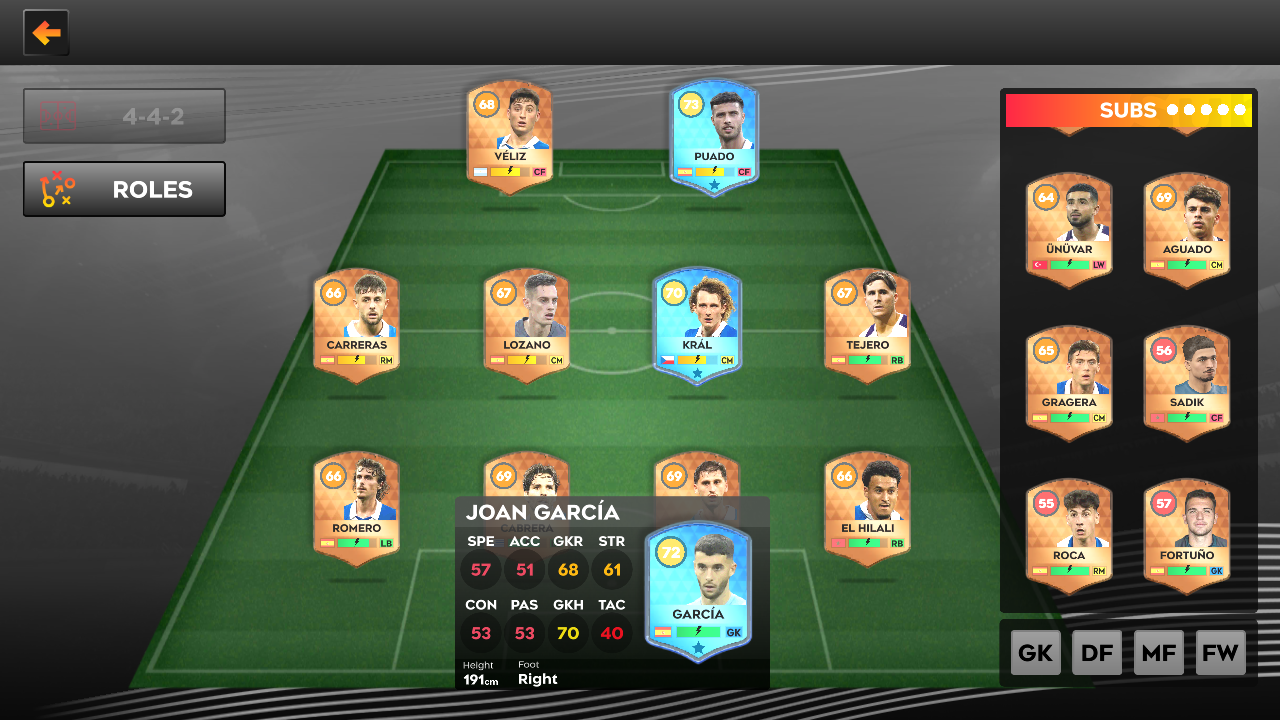 4-4-2
ROLES
68
VÉLIZ
CF
73
PUADO
CF
66
CARRERAS
RM
67
LOZANO
CM
70
KRÁL
CM
67
TEJERO
RB
66
ROMERO
LB
69
CABRERA
69
66
EL HILALI
RB
JOAN GARCÍA
SPE ACC GKR STR
57 51 68 61
CON PAS GKH TAC
53 53 70 40
Height Foot
191cm Right
72
GARCÍA
GK
SUBS
64
ÜNÜVAR
LW
69
AGUADO
CM
65
GRAGERA
CM
56
SADIK
CF
55
ROCA
RM
57
FORTUÑO
GK
GK DF MF FW